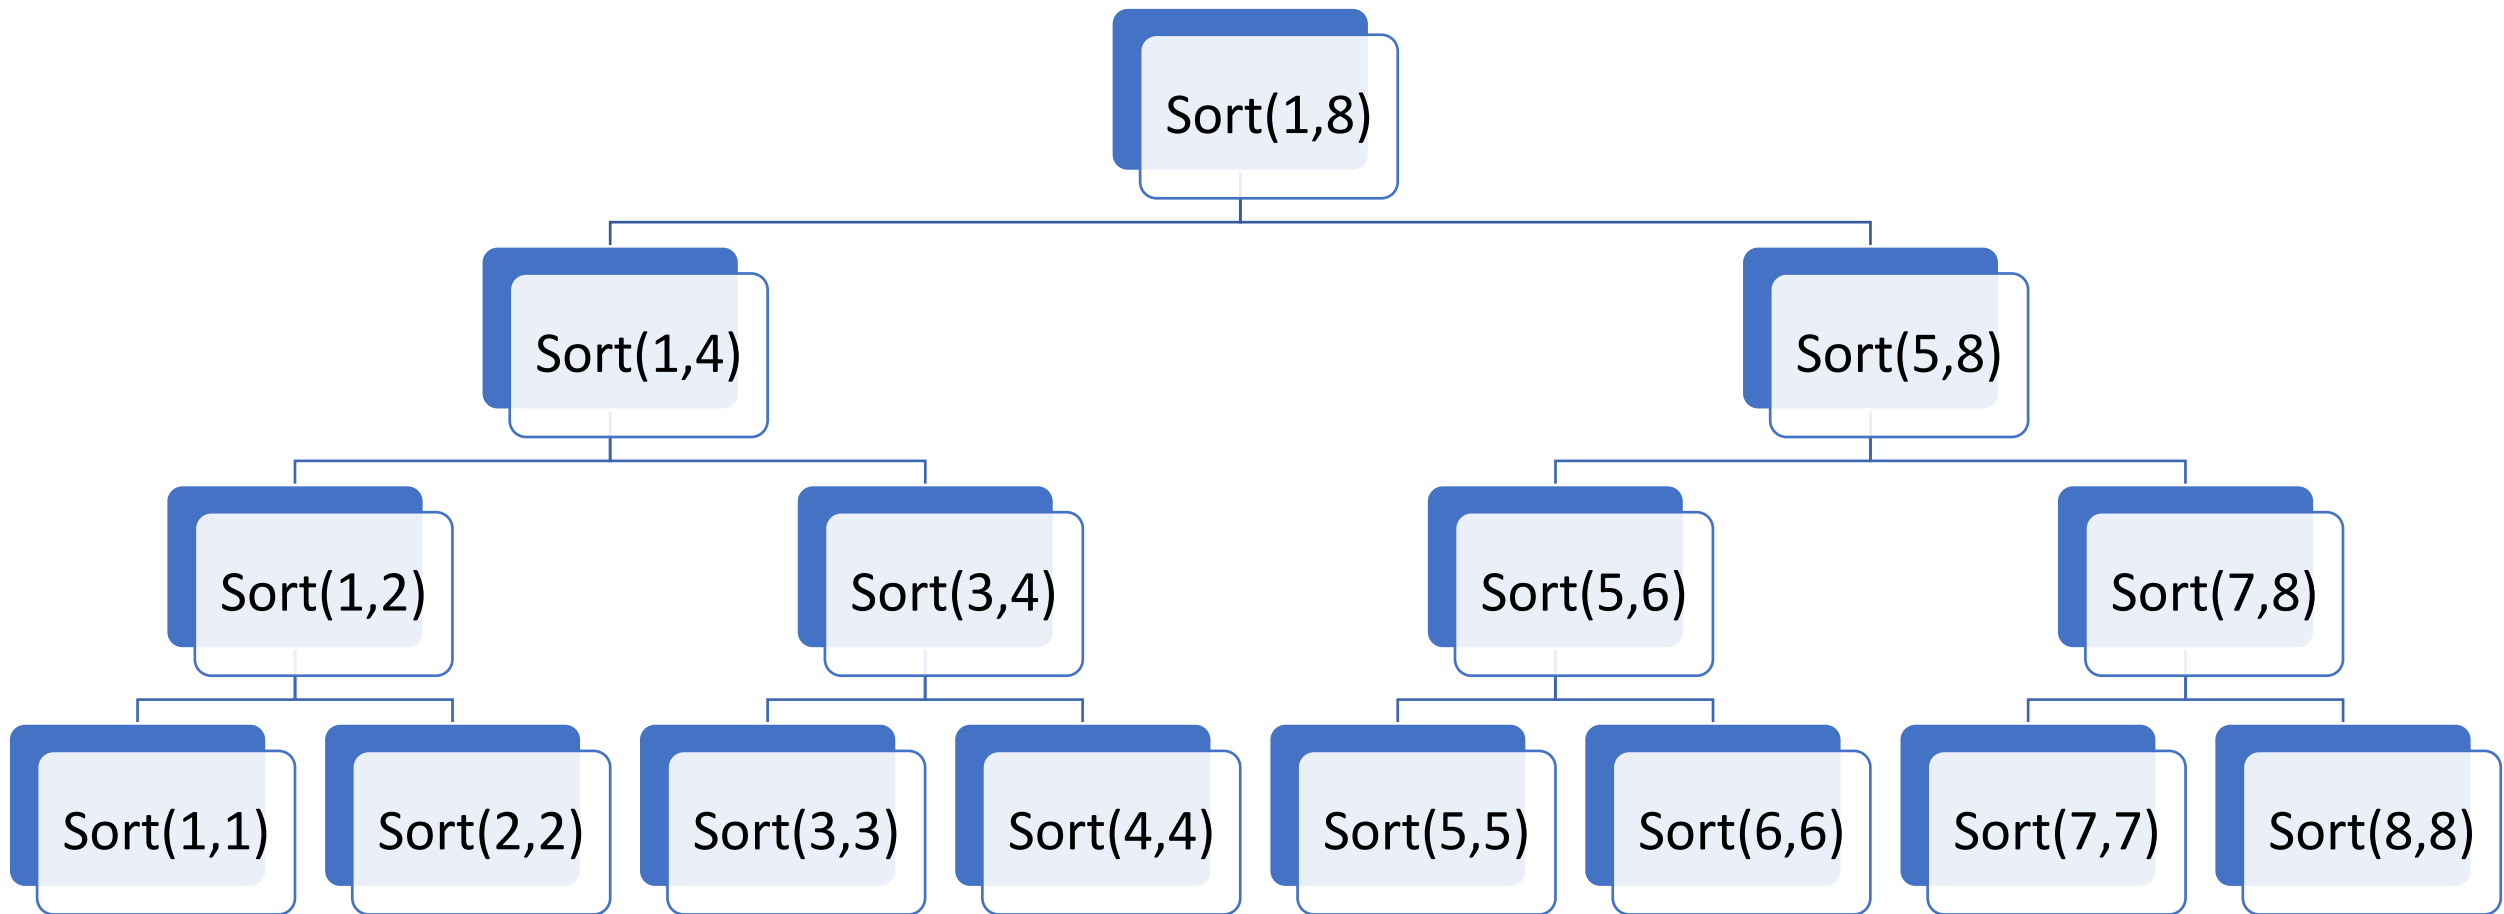 Sort(1,8)
Sort(1,4)
Sort(5,8)
Sort(1,2)
Sort(3,4)
Sort(5,6)
Sort(7,8)
Sort(1,1)
Sort(2,2)
Sort(3,3)
Sort(4,4)
Sort(5,5)
Sort(6,6)
Sort(7,7)
Sort(8,8)